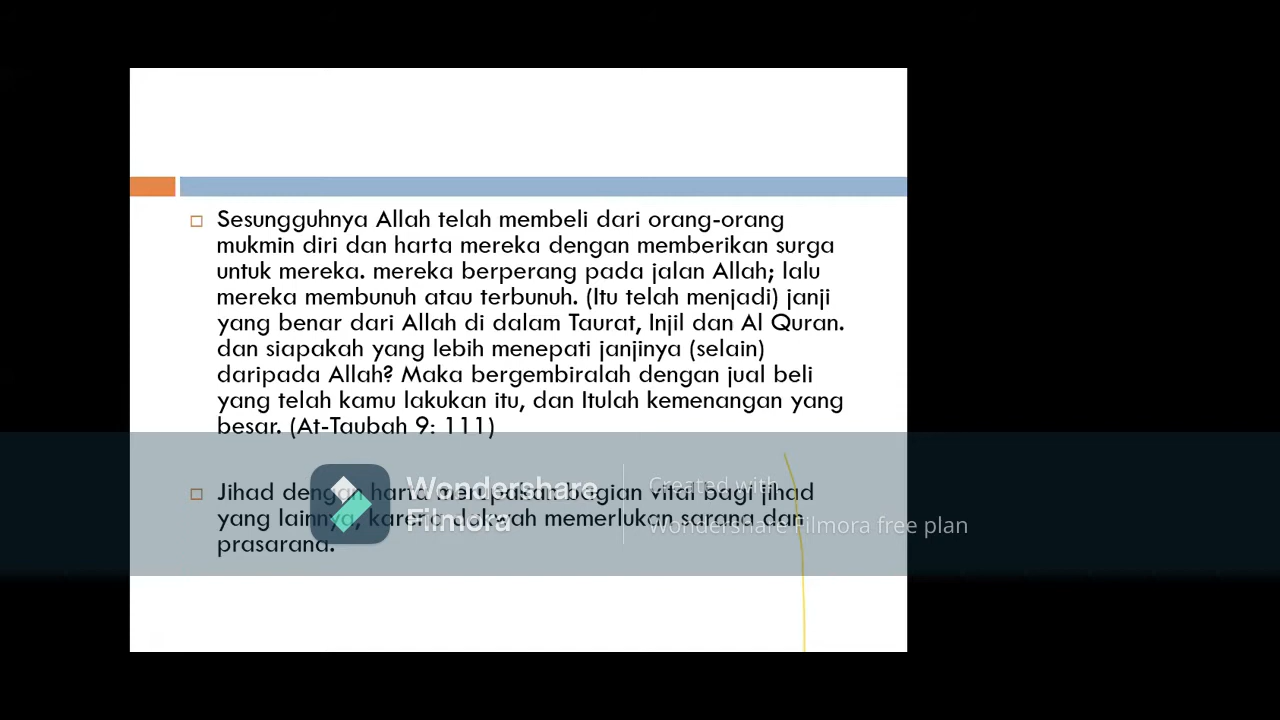 Sesungguhnya Allah telah membeli dari orang-orang
mukmin diri dan harta mereka dengan memberikan surga
untuk mereka. mereka berperang pada jalan Allah; lalu
mereka membunuh atau terbunuh. (Itu telah menjadi) janji
yang benar dari Allah di dalam Taurat, Injil dan Al Quran.
dan siapakah yang lebih menepati janjinya (selain)
daripada Allah? Maka bergembiralah dengan jual beli
yang telah kamu lakukan itu, dan Itulah kemenangan yang
besar. (At-Taubah 9: 111)
Jihad dengan harta merupakan bagian vital bagi jihad
yang lainnya, karena dakwah memerlukan sarana dan
prasarana.
Wondershare
Filmora
Created with
Wondershare Filmora free plan